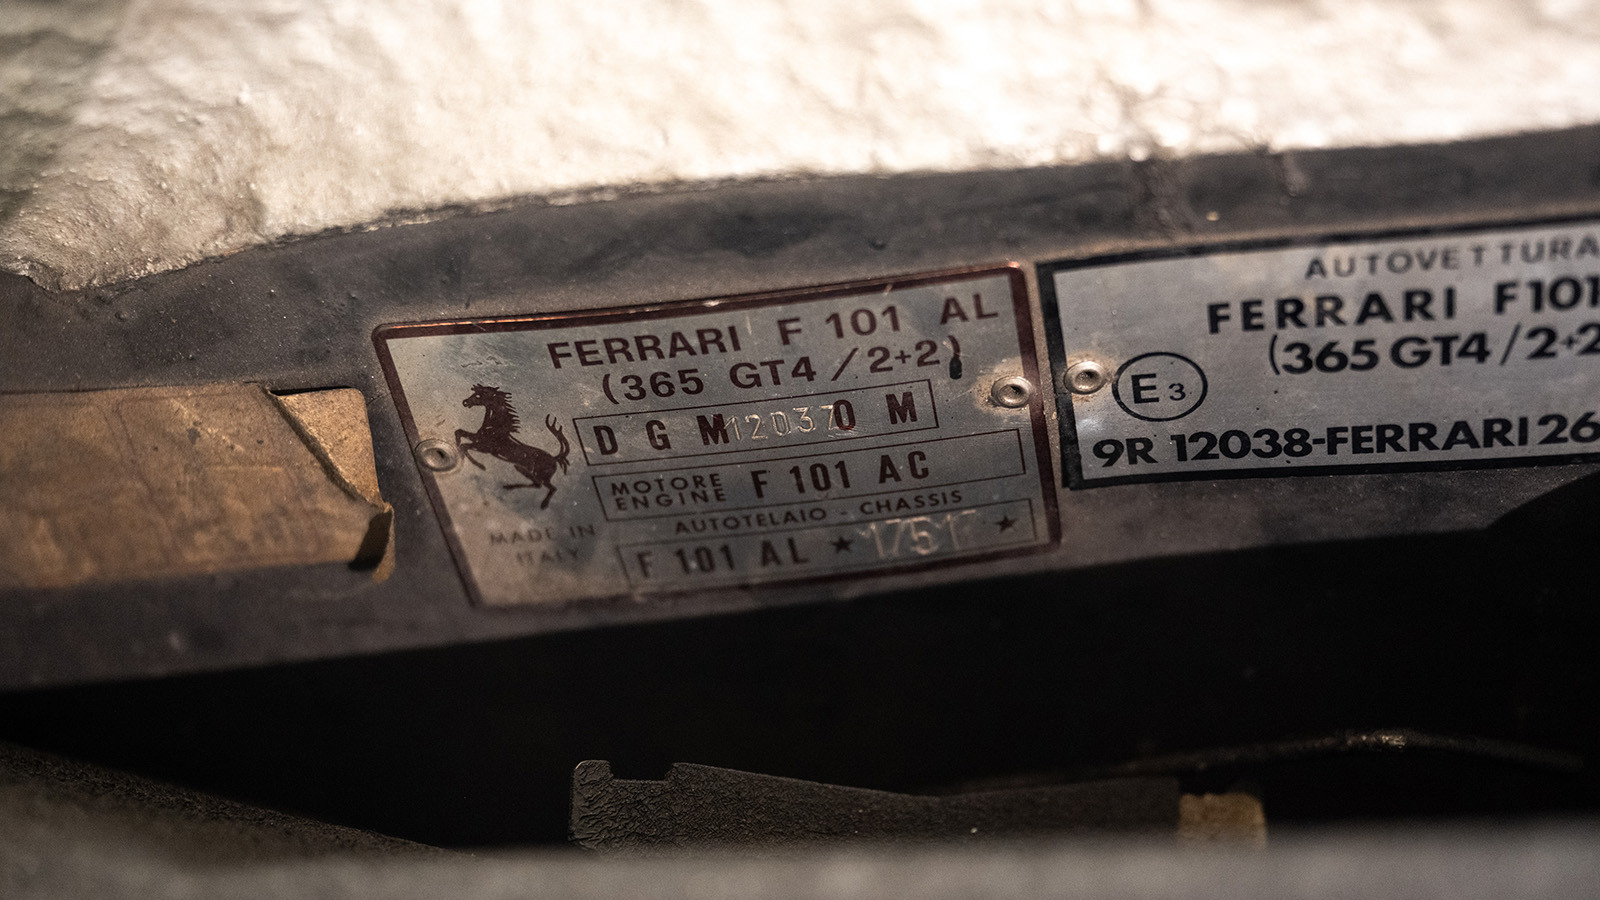 FERRARI F 101 AL
(365 GT4 / 2+2)
D G M 12037 O M
MOTORE
ENGINE
F 101 AC
AUTOTELAIO - CHASSIS
F 101 AL ★ 17517 ★
MADE IN
ITALY
AUTOVETTURA
FERRARI F101
(365 GT4 / 2+2
E3
9R 12038-FERRARI 26